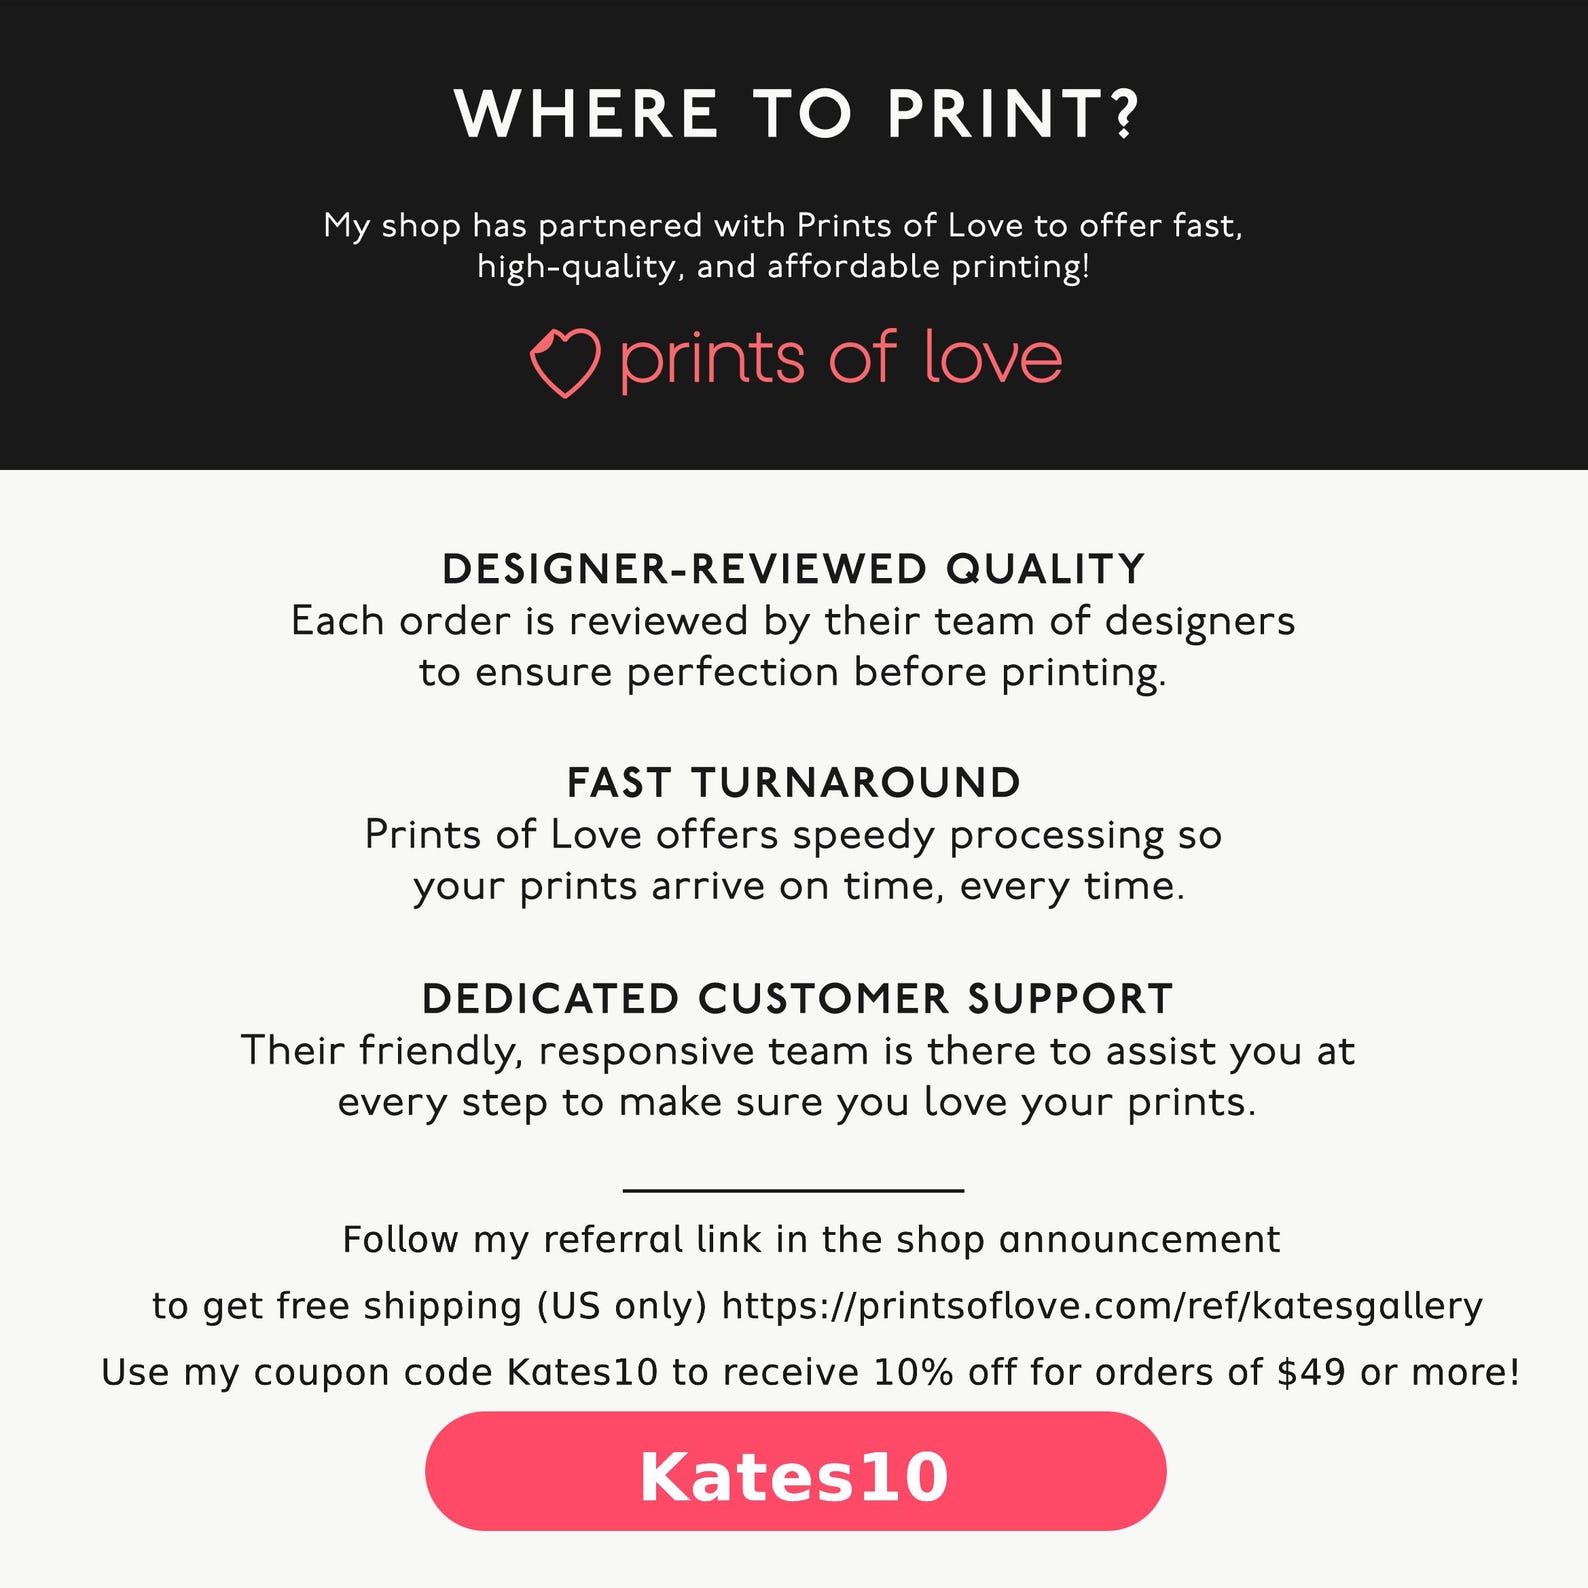 WHERE TO PRINT?
My shop has partnered with Prints of Love to offer fast,
high-quality, and affordable printing!
prints of love
DESIGNER-REVIEWED QUALITY
Each order is reviewed by their team of designers
to ensure perfection before printing.
FAST TURNAROUND
Prints of Love offers speedy processing so
your prints arrive on time, every time.
DEDICATED CUSTOMER SUPPORT
Their friendly, responsive team is there to assist you at
every step to make sure you love your prints.
Follow my referral link in the shop announcement
to get free shipping (US only) https://printsoflove.com/ref/katesgallery
Use my coupon code Kates10 to receive 10% off for orders of $49 or more!
Kates10